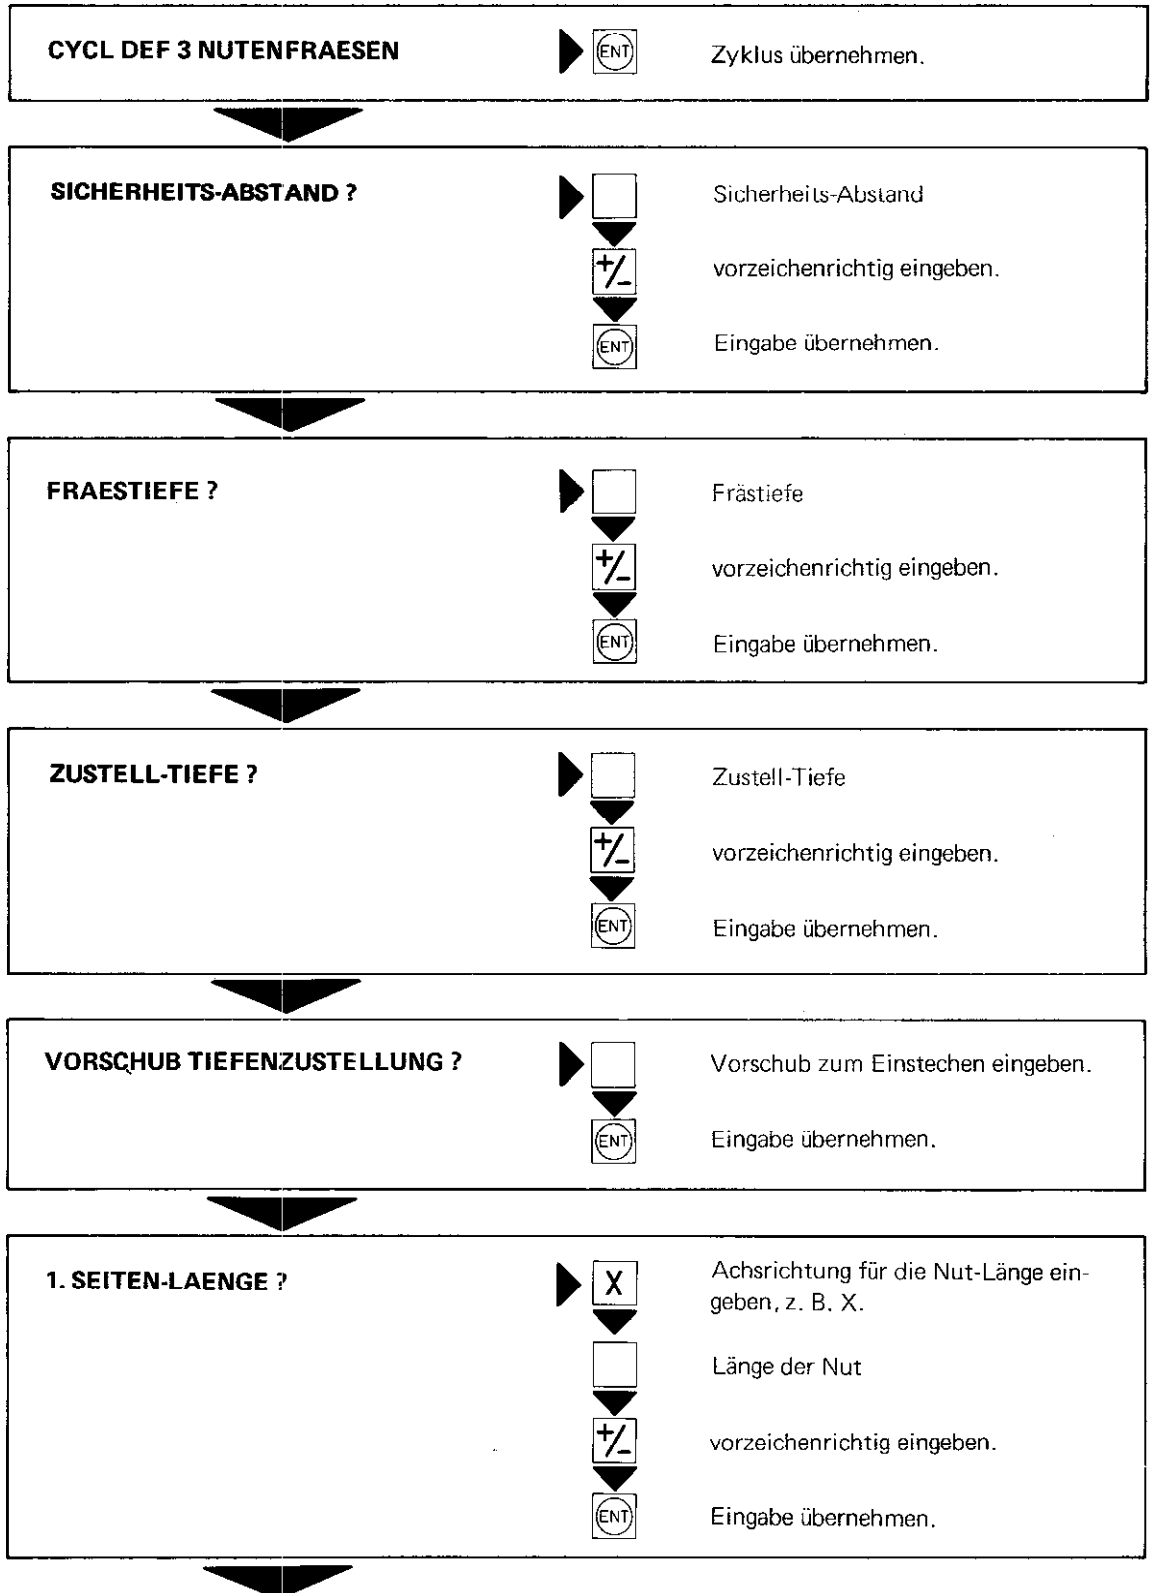 CYCL DEF 3 NUTENFRAESEN
ENT
Zyklus übernehmen.
SICHERHEITS-ABSTAND ?
Sicherheits-Abstand
+/-
vorzeichenrichtig eingeben.
ENT
Eingabe übernehmen.
FRAESTIEFE ?
Frästiefe
+/-
vorzeichenrichtig eingeben.
ENT
Eingabe übernehmen.
ZUSTELL-TIEFE ?
Zustell-Tiefe
+/-
vorzeichenrichtig eingeben.
ENT
Eingabe übernehmen.
VORSCHUB TIEFENZUSTELLUNG ?
Vorschub zum Einstechen eingeben.
ENT
Eingabe übernehmen.
1. SEITEN-LAENGE ?
X
Achsrichtung für die Nut-Länge ein-
geben, z. B. X.
Länge der Nut
+/-
vorzeichenrichtig eingeben.
ENT
Eingabe übernehmen.